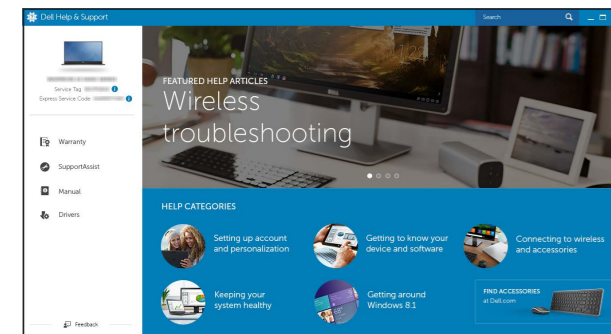 Dell Help & Support
Search
Service Tag:
Express Service Code:
Warranty
SupportAssist
Manual
Drivers
Feedback
FEATURED HELP ARTICLES
Wireless
troubleshooting
HELP CATEGORIES
Setting up account
and personalization
Getting to know your
device and software
Connecting to wireless
and accessories
Keeping your
system healthy
Getting around
Windows 8.1
FIND ACCESSORIES
at Dell.com